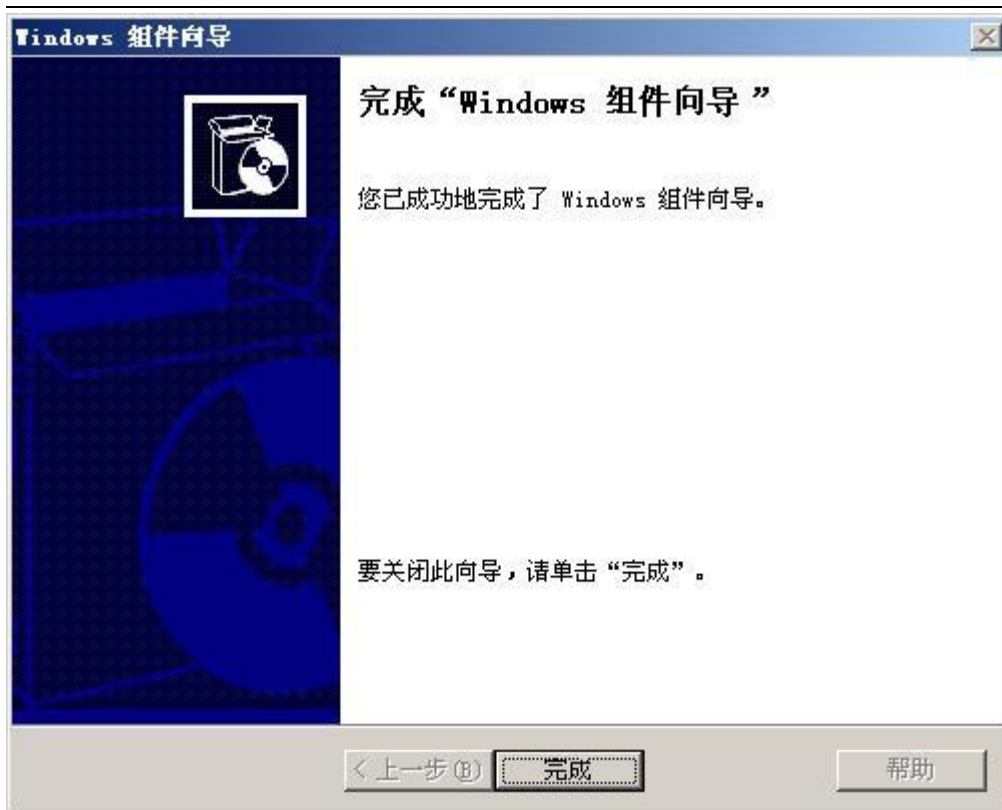 Windows 组件向导
完成“Windows 组件向导”
您已成功地完成了 Windows 组件向导。
要关闭此向导，请单击“完成”。
< 上一步(B)
完成
帮助